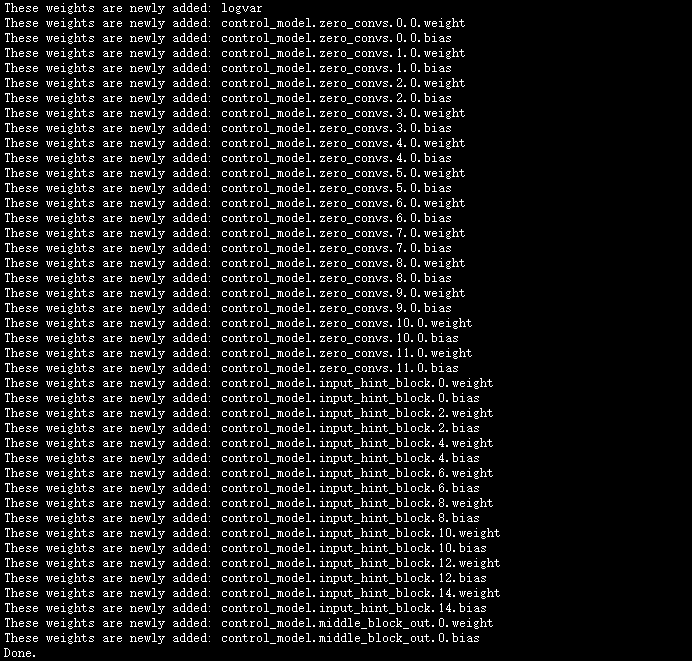 These weights are newly added: logvar
These weights are newly added: control_model.zero_convs.0.0.weight
These weights are newly added: control_model.zero_convs.0.0.bias
These weights are newly added: control_model.zero_convs.1.0.weight
These weights are newly added: control_model.zero_convs.1.0.bias
These weights are newly added: control_model.zero_convs.2.0.weight
These weights are newly added: control_model.zero_convs.2.0.bias
These weights are newly added: control_model.zero_convs.3.0.weight
These weights are newly added: control_model.zero_convs.3.0.bias
These weights are newly added: control_model.zero_convs.4.0.weight
These weights are newly added: control_model.zero_convs.4.0.bias
These weights are newly added: control_model.zero_convs.5.0.weight
These weights are newly added: control_model.zero_convs.5.0.bias
These weights are newly added: control_model.zero_convs.6.0.weight
These weights are newly added: control_model.zero_convs.6.0.bias
These weights are newly added: control_model.zero_convs.7.0.weight
These weights are newly added: control_model.zero_convs.7.0.bias
These weights are newly added: control_model.zero_convs.8.0.weight
These weights are newly added: control_model.zero_convs.8.0.bias
These weights are newly added: control_model.zero_convs.9.0.weight
These weights are newly added: control_model.zero_convs.9.0.bias
These weights are newly added: control_model.zero_convs.10.0.weight
These weights are newly added: control_model.zero_convs.10.0.bias
These weights are newly added: control_model.zero_convs.11.0.weight
These weights are newly added: control_model.zero_convs.11.0.bias
These weights are newly added: control_model.input_hint_block.0.weight
These weights are newly added: control_model.input_hint_block.0.bias
These weights are newly added: control_model.input_hint_block.2.weight
These weights are newly added: control_model.input_hint_block.2.bias
These weights are newly added: control_model.input_hint_block.4.weight
These weights are newly added: control_model.input_hint_block.4.bias
These weights are newly added: control_model.input_hint_block.6.weight
These weights are newly added: control_model.input_hint_block.6.bias
These weights are newly added: control_model.input_hint_block.8.weight
These weights are newly added: control_model.input_hint_block.8.bias
These weights are newly added: control_model.input_hint_block.10.weight
These weights are newly added: control_model.input_hint_block.10.bias
These weights are newly added: control_model.input_hint_block.12.weight
These weights are newly added: control_model.input_hint_block.12.bias
These weights are newly added: control_model.input_hint_block.14.weight
These weights are newly added: control_model.input_hint_block.14.bias
These weights are newly added: control_model.middle_block_out.0.weight
These weights are newly added: control_model.middle_block_out.0.bias
Done.